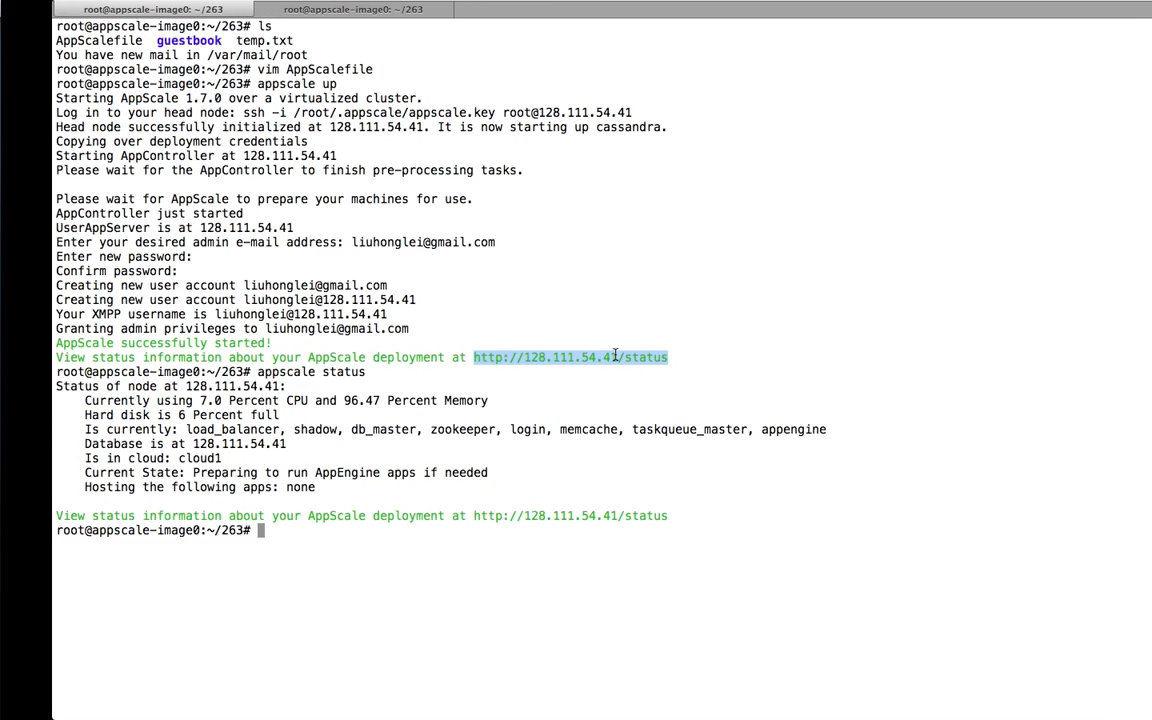 root@appscale-image0: ~/263 root@appscale-image0: ~/263
root@appscale-image0:~/263# ls
AppScalefile guestbook temp.txt
You have new mail in /var/mail/root
root@appscale-image0:~/263# vim AppScalefile
root@appscale-image0:~/263# appscale up
Starting AppScale 1.7.0 over a virtualized cluster.
Log in to your head node: ssh -i /root/.appscale/appscale.key root@128.111.54.41
Head node successfully initialized at 128.111.54.41. It is now starting up cassandra.
Copying over deployment credentials
Starting AppController at 128.111.54.41
Please wait for the AppController to finish pre-processing tasks.
Please wait for AppScale to prepare your machines for use.
AppController just started
UserAppServer is at 128.111.54.41
Enter your desired admin e-mail address: liuhonglei@gmail.com
Enter new password:
Confirm password:
Creating new user account liuhonglei@gmail.com
Creating new user account liuhonglei@128.111.54.41
Your XMPP username is liuhonglei@128.111.54.41
Granting admin privileges to liuhonglei@gmail.com
AppScale successfully started!
View status information about your AppScale deployment at http://128.111.54.41/status
root@appscale-image0:~/263# appscale status
Status of node at 128.111.54.41:
Currently using 7.0 Percent CPU and 96.47 Percent Memory
Hard disk is 6 Percent full
Is currently: load_balancer, shadow, db_master, zookeeper, login, memcache, taskqueue_master, appengine
Database is at 128.111.54.41
Is in cloud: cloud1
Current State: Preparing to run AppEngine apps if needed
Hosting the following apps: none
View status information about your AppScale deployment at http://128.111.54.41/status
root@appscale-image0:~/263#